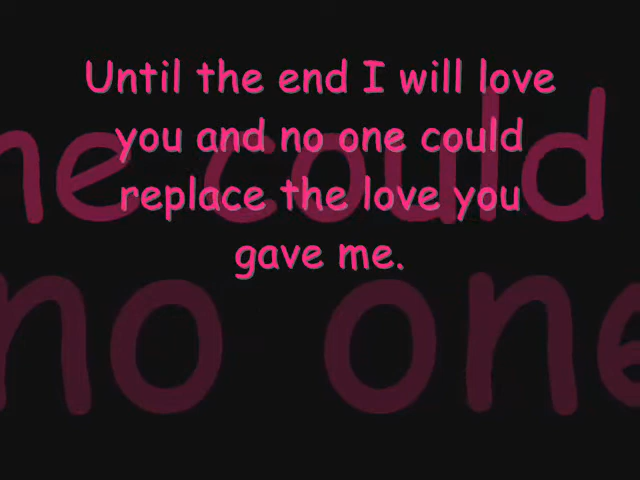 Until the end I will love
you and no one could
replace the love you
gave me.
ne could
no one